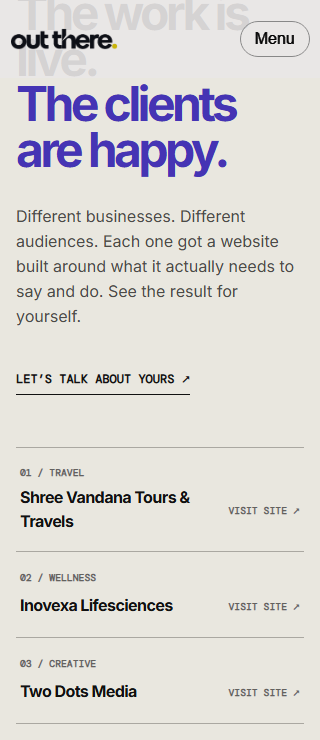 The work is
out there.
Menu
live.
The clients
are happy.
Different businesses. Different
audiences. Each one got a website
built around what it actually needs to
say and do. See the result for
yourself.
LET'S TALK ABOUT YOURS ↗
01 / TRAVEL
Shree Vandana Tours &
Travels
VISIT SITE ↗
02 / WELLNESS
Inovexa Lifesciences
VISIT SITE ↗
03 / CREATIVE
Two Dots Media
VISIT SITE ↗